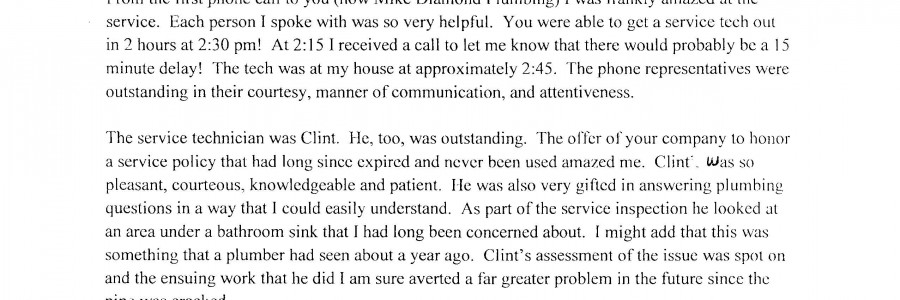 From the first phone call to you (now Mike Diamond Plumbing) I was frankly amazed at the
service. Each person I spoke with was so very helpful. You were able to get a service tech out
in 2 hours at 2:30 pm! At 2:15 I received a call to let me know that there would probably be a 15
minute delay! The tech was at my house at approximately 2:45. The phone representatives were
outstanding in their courtesy, manner of communication, and attentiveness.
The service technician was Clint. He, too, was outstanding. The offer of your company to honor
a service policy that had long since expired and never been used amazed me. Clint was so
pleasant, courteous, knowledgeable and patient. He was also very gifted in answering plumbing
questions in a way that I could easily understand. As part of the service inspection he looked at
an area under a bathroom sink that I had long been concerned about. I might add that this was
something that a plumber had seen about a year ago. Clint's assessment of the issue was spot on
and the ensuing work that he did I am sure averted a far greater problem in the future since the
pipe was cracked.